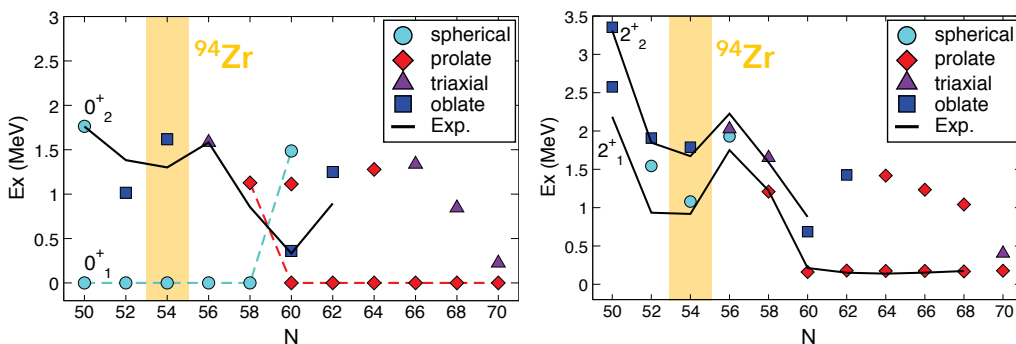 3
2.5
2
1.5
1
0.5
0
Ex (MeV)
50 52 54 56 58 60 62 64 66 68 70
N
⁹⁴Zr
0⁺₂
0⁺₁
spherical
prolate
triaxial
oblate
Exp.
3.5
3
2.5
2
1.5
1
0.5
0
Ex (MeV)
50 52 54 56 58 60 62 64 66 68 70
N
⁹⁴Zr
2⁺₂
2⁺₁
spherical
prolate
triaxial
oblate
Exp.